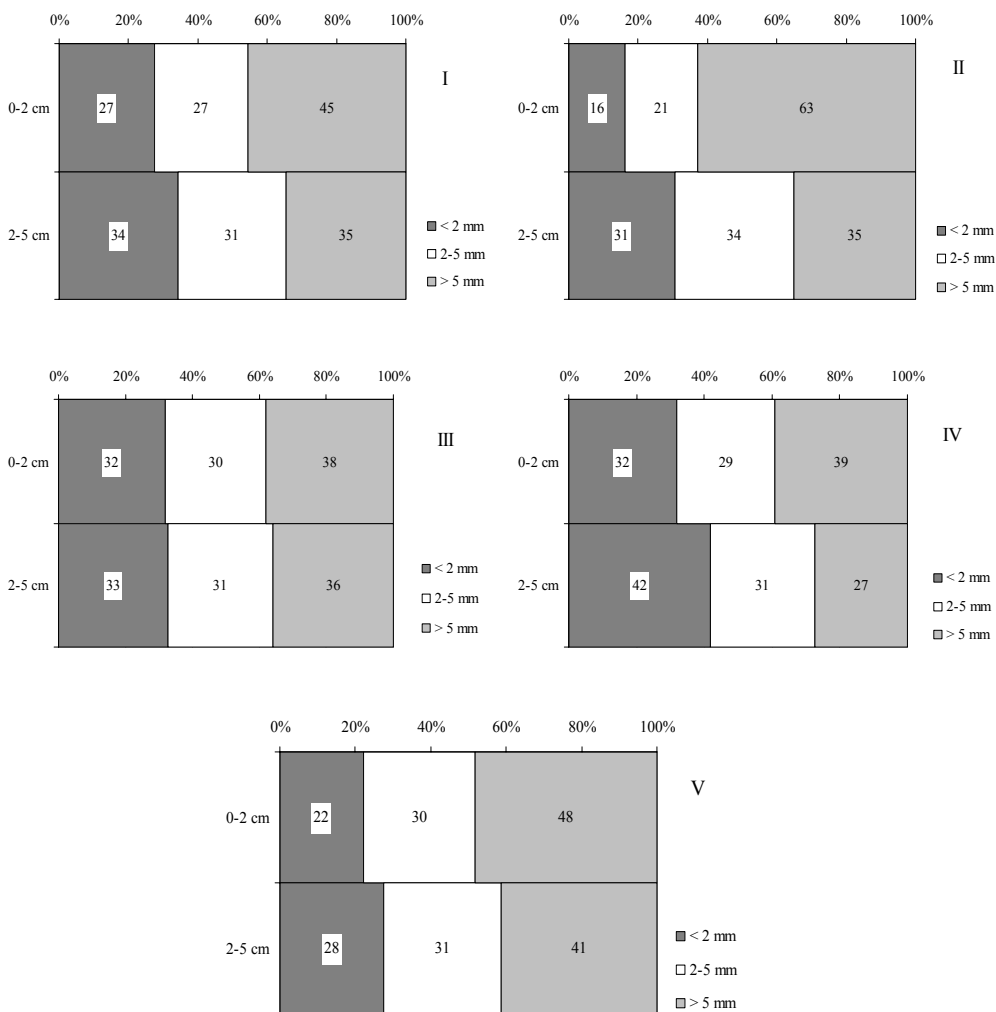 0% 20% 40% 60% 80% 100%
I
0-2 cm 27 27 45
2-5 cm 34 31 35
< 2 mm
2-5 mm
> 5 mm
0% 20% 40% 60% 80% 100%
II
16 21 63
31 34 35
< 2 mm
2-5 mm
> 5 mm
0% 20% 40% 60% 80% 100%
III
0-2 cm 32 30 38
2-5 cm 33 31 36
< 2 mm
2-5 mm
> 5 mm
0% 20% 40% 60% 80% 100%
IV
0-2 cm 32 29 39
2-5 cm 42 31 27
< 2 mm
2-5 mm
> 5 mm
0% 20% 40% 60% 80% 100%
V
0-2 cm 22 30 48
2-5 cm 28 31 41
< 2 mm
2-5 mm
> 5 mm